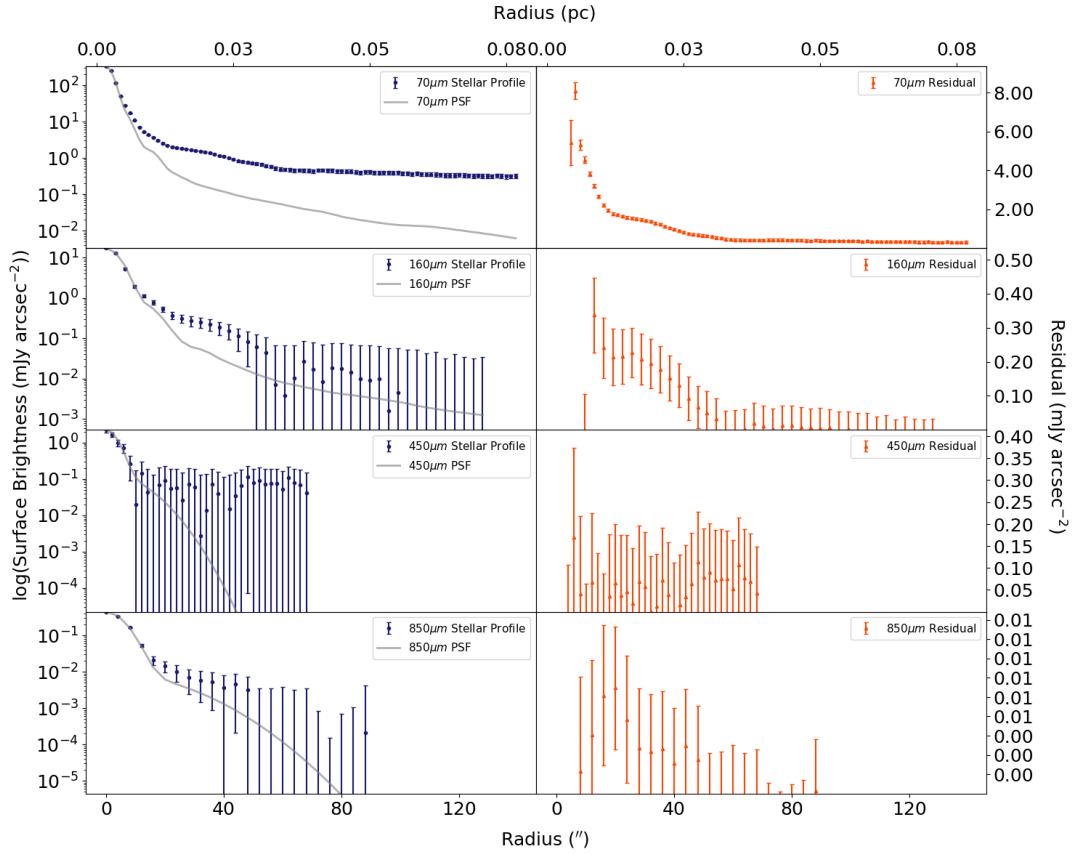 Radius (pc)
0.00 0.03 0.05 0.08 0.00 0.03 0.05 0.08
log(Surface Brightness (mJy arcsec⁻²))
10² 10¹ 10⁰ 10⁻¹ 10⁻²
70μm Stellar Profile
70μm PSF
70μm Residual
8.00 6.00 4.00 2.00
10¹ 10⁰ 10⁻¹ 10⁻² 10⁻³
160μm Stellar Profile
160μm PSF
160μm Residual
0.50 0.40 0.30 0.20 0.10
10⁰ 10⁻¹ 10⁻² 10⁻³ 10⁻⁴
450μm Stellar Profile
450μm PSF
450μm Residual
0.40 0.35 0.30 0.25 0.20 0.15 0.10 0.05
10⁻¹ 10⁻² 10⁻³ 10⁻⁴ 10⁻⁵
850μm Stellar Profile
850μm PSF
850μm Residual
0.01 0.01 0.01 0.01 0.01 0.01 0.00 0.00 0.00
Residual (mJy arcsec⁻²)
0 40 80 120 0 40 80 120
Radius (″)